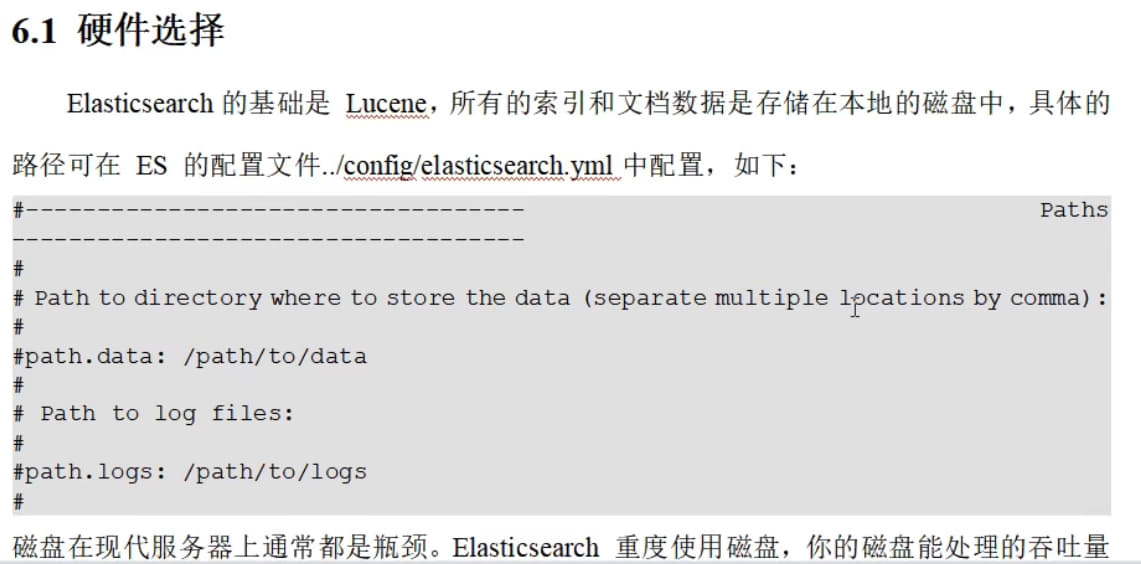 6.1 硬件选择
Elasticsearch 的基础是 Lucene，所有的索引和文档数据是存储在本地的磁盘中，具体的
路径可在 ES 的配置文件../config/elasticsearch.yml 中配置，如下：
#----------------------------------- Paths
------------------------------------
#
# Path to directory where to store the data (separate multiple locations by comma):
#
#path.data: /path/to/data
#
# Path to log files:
#
#path.logs: /path/to/logs
#
磁盘在现代服务器上通常都是瓶颈。Elasticsearch 重度使用磁盘，你的磁盘能处理的吞吐量